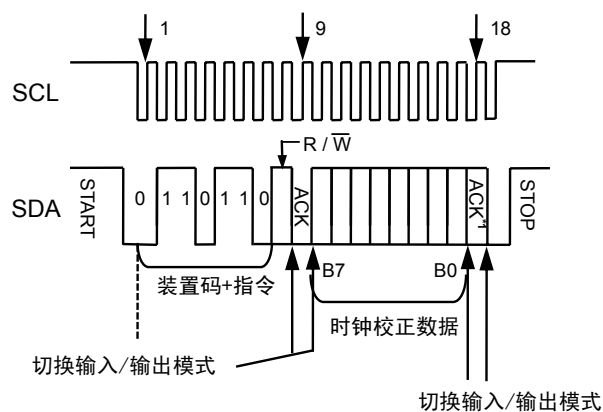 1 9 18
SCL
R / W̅
SDA
START 0 1 1 0 1 1 0 ACK ACK*1 STOP
B7 B0
装置码+指令
时钟校正数据
切换输入/输出模式
切换输入/输出模式